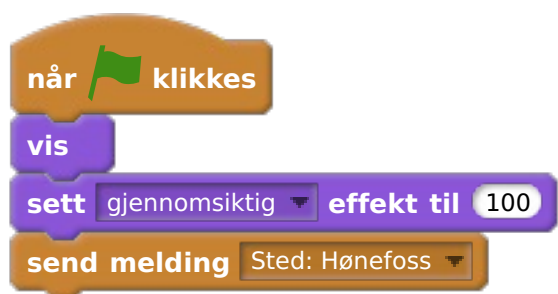 når klikkes
vis
sett gjennomsiktig effekt til 100
send melding Sted: Hønefoss